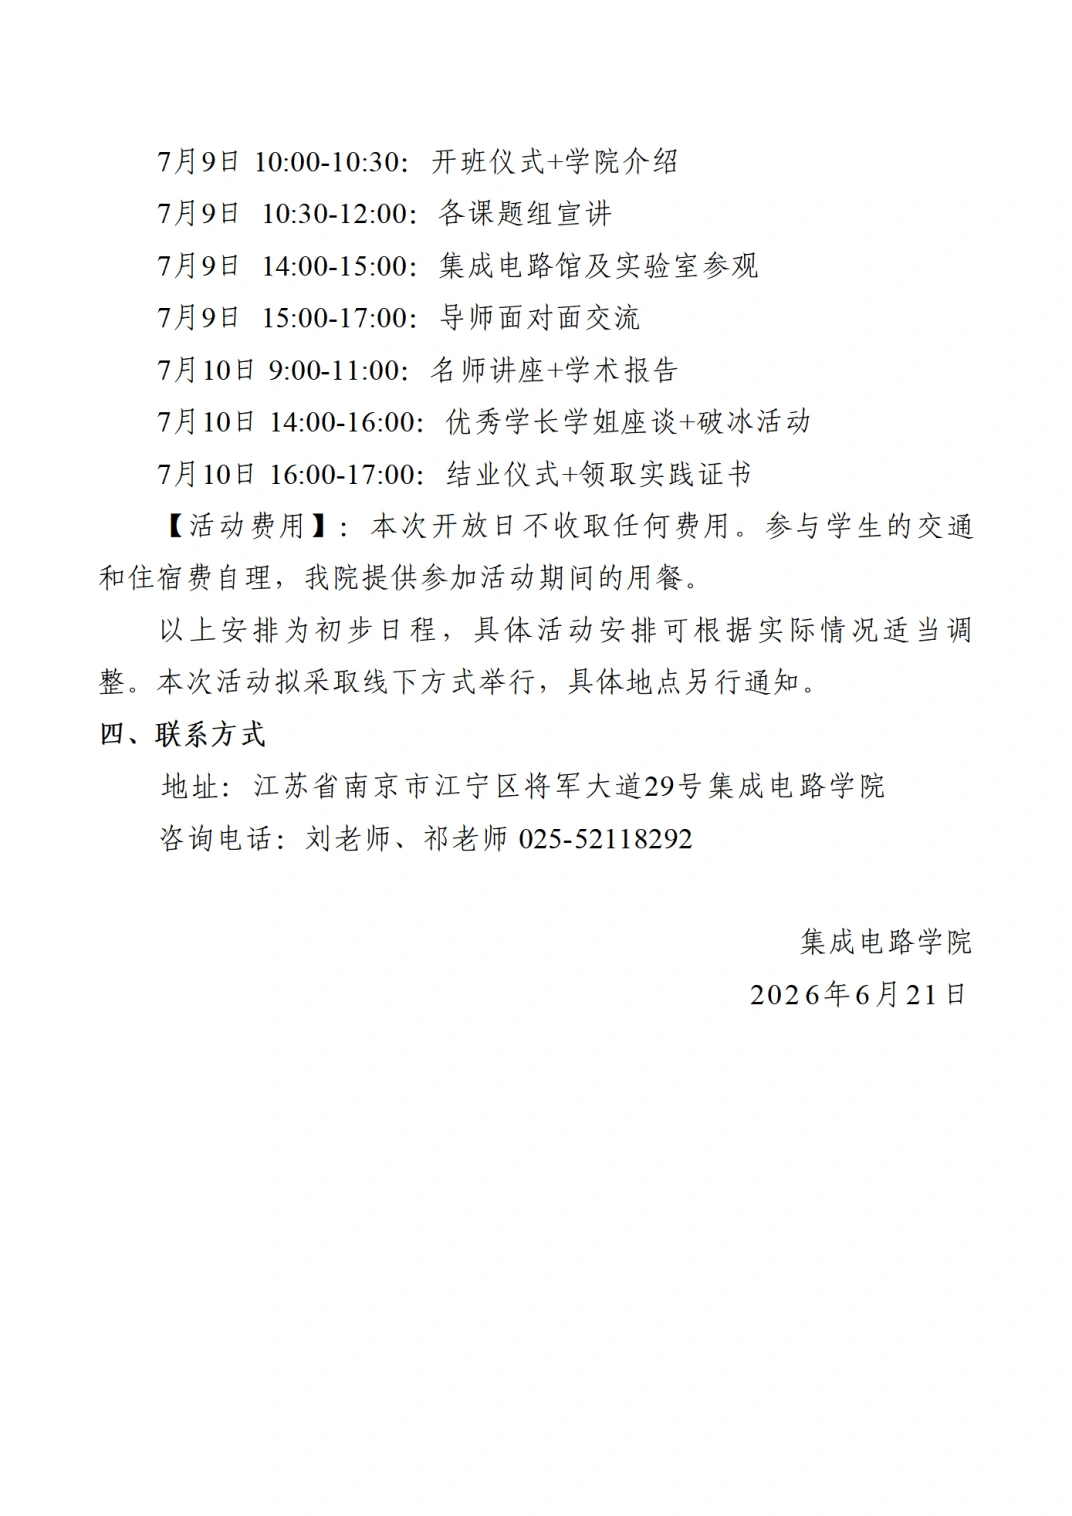 7月9日 10:00-10:30：开班仪式+学院介绍
7月9日 10:30-12:00：各课题组宣讲
7月9日 14:00-15:00：集成电路馆及实验室参观
7月9日 15:00-17:00：导师面对面交流
7月10日 9:00-11:00：名师讲座+学术报告
7月10日 14:00-16:00：优秀学长学姐座谈+破冰活动
7月10日 16:00-17:00：结业仪式+领取实践证书
【活动费用】：本次开放日不收取任何费用。参与学生的交通
和住宿费自理，我院提供参加活动期间的用餐。
以上安排为初步日程，具体活动安排可根据实际情况适当调
整。本次活动拟采取线下方式举行，具体地点另行通知。
四、联系方式
地址：江苏省南京市江宁区将军大道29号集成电路学院
咨询电话：刘老师、祁老师 025-52118292
集成电路学院
2026年6月21日